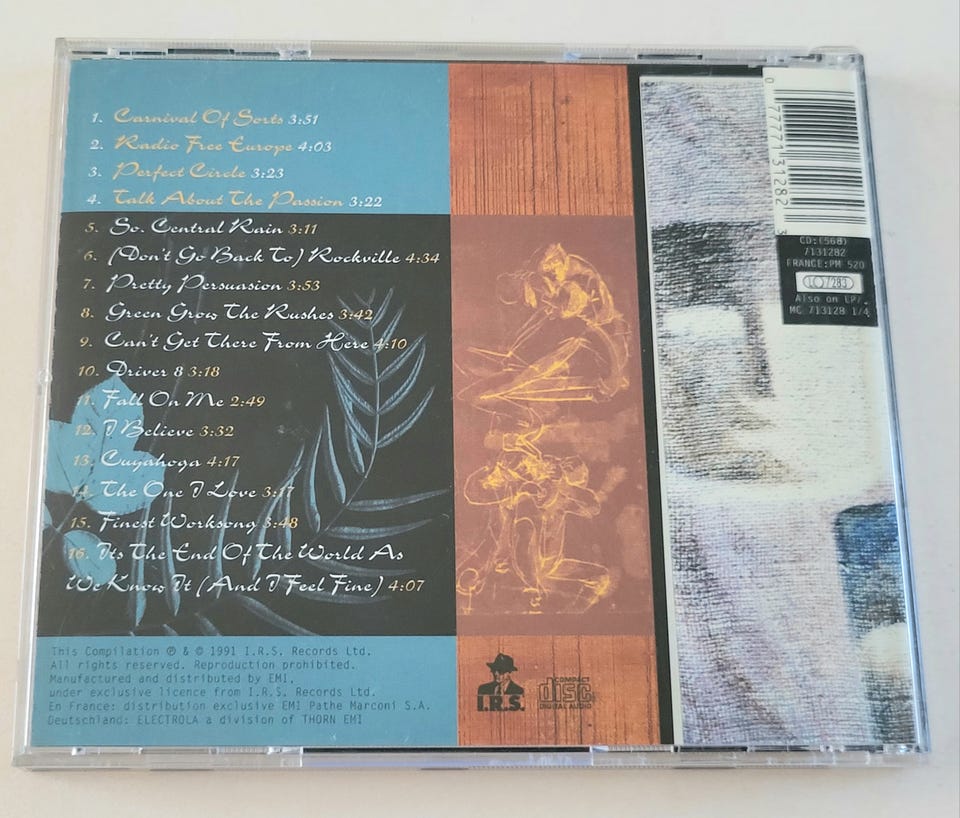 1. Carnival Of Sorts 3:51
2. Radio Free Europe 4:03
3. Perfect Circle 3:23
4. Talk About The Passion 3:22
5. So. Central Rain 3:11
6. (Don't Go Back To) Rockville 4:34
7. Pretty Persuasion 3:53
8. Green Grow The Rushes 3:42
9. Can't Get There From Here 4:10
10. Driver 8 3:18
11. Fall On Me 2:49
12. I Believe 3:32
13. Cuyahoga 4:17
14. The One I Love 3:17
15. Finest Worksong 3:48
16. Its The End Of The World As
We Know It (And I Feel Fine) 4:07
This Compilation ℗ & © 1991 I.R.S. Records Ltd.
All rights reserved. Reproduction prohibited.
Manufactured and distributed by EMI,
under exclusive licence from I.R.S. Records Ltd.
En France: distribution exclusive EMI Pathe Marconi S.A.
Deutschland: ELECTROLA a division of THORN EMI
I.R.S.
COMPACT
disc
DIGITAL AUDIO
0 77771 31282 3
CD:(568)
/131282
FRANCE:PM 520
LC/7283
Also on LP/.
MC 713128 1/4